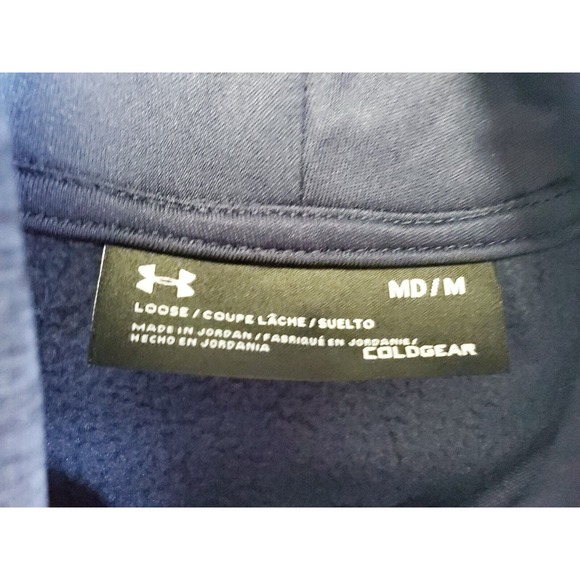 MD/M
LOOSE/COUPE LÂCHE/SUELTO
MADE IN JORDAN/FABRIQUÉ EN JORDANIE/
HECHO EN JORDANIA
COLDGEAR